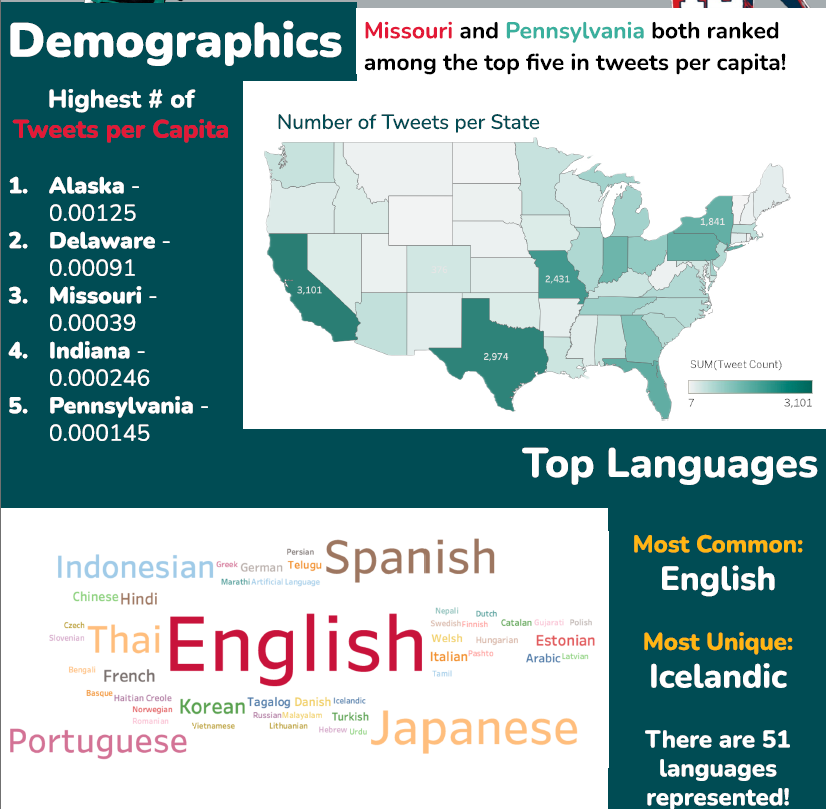 Demographics
Missouri and Pennsylvania both ranked
among the top five in tweets per capita!
Highest # of
Tweets per Capita
1. Alaska -
0.00125
2. Delaware -
0.00091
3. Missouri -
0.00039
4. Indiana -
0.000246
5. Pennsylvania -
0.000145
Number of Tweets per State
1,841
3,101
2,431
2,974
SUM(Tweet Count)
7 3,101
Top Languages
Persian
Spanish
Indonesian
Greek
German
Telugu
Marathi
Artificial Language
Chinese
Hindi
Czech
Slovenian
Thai
English
Nepali
Dutch
Swedish
Finnish
Catalan
Gujarati
Polish
Welsh
Hungarian
Estonian
Italian
Pashto
Arabic
Latvian
Tamil
Bengali
French
Basque
Haitian Creole
Norwegian
Romanian
Korean
Tagalog
Danish
Icelandic
Russian
Malayalam
Turkish
Vietnamese
Lithuanian
Hebrew
Urdu
Japanese
Portuguese
Most Common:
English
Most Unique:
Icelandic
There are 51
languages
represented!